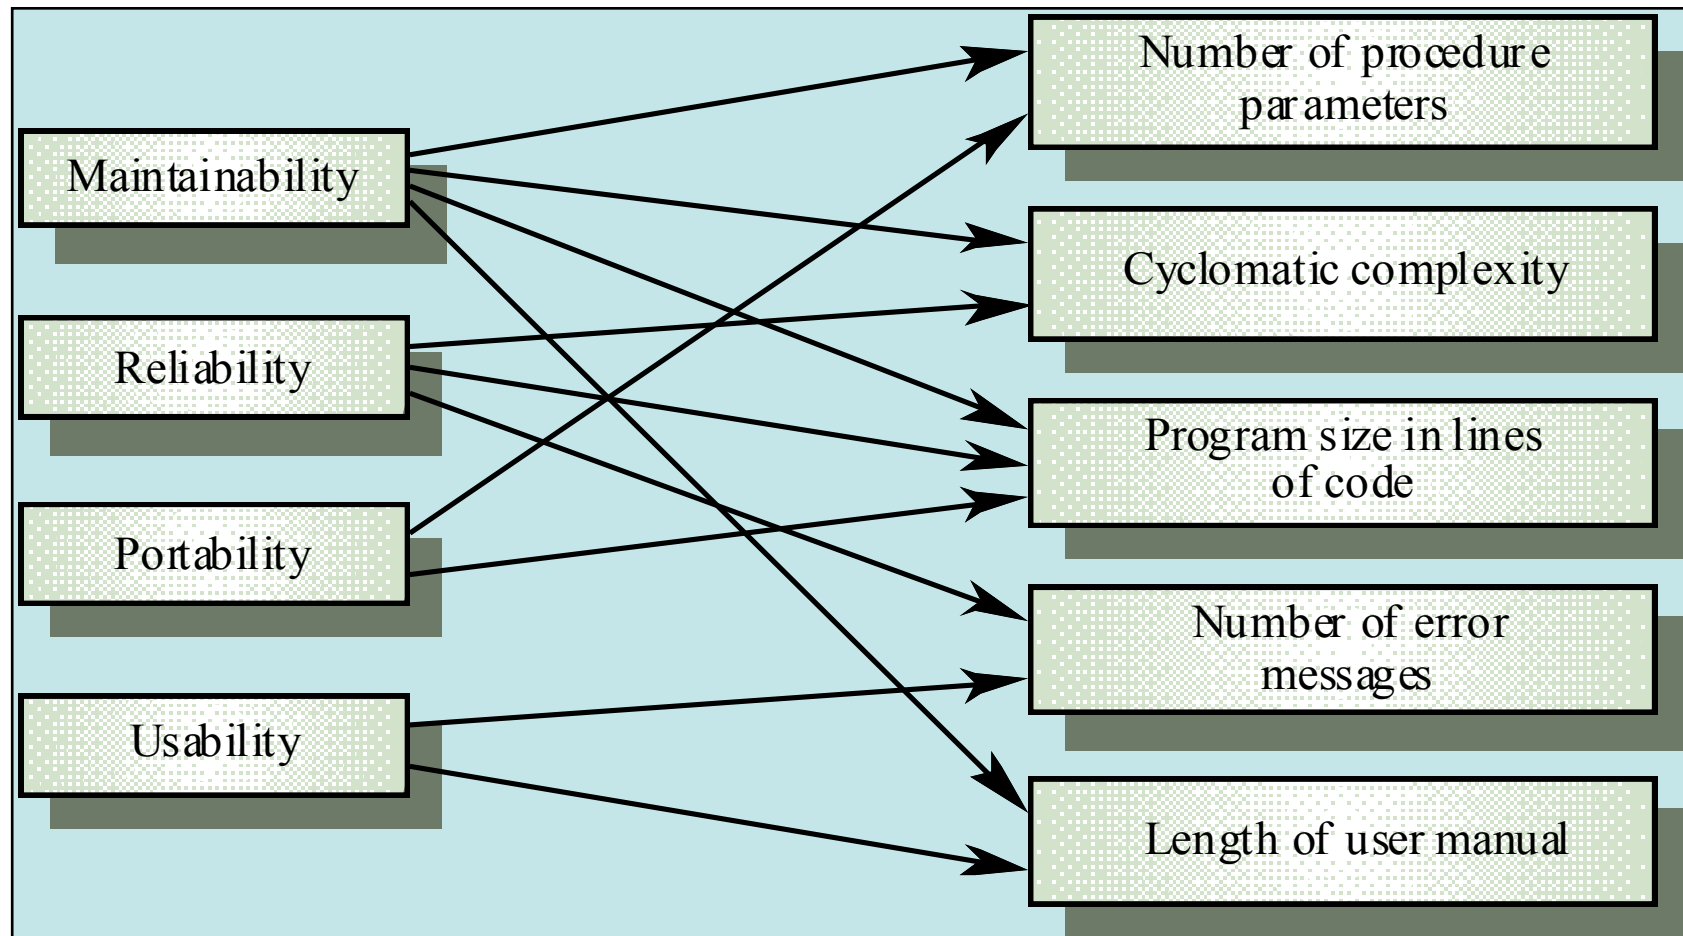 Maintainability
Reliability
Portability
Usability
Number of procedure
parameters
Cyclomatic complexity
Program size in lines
of code
Number of error
messages
Length of user manual